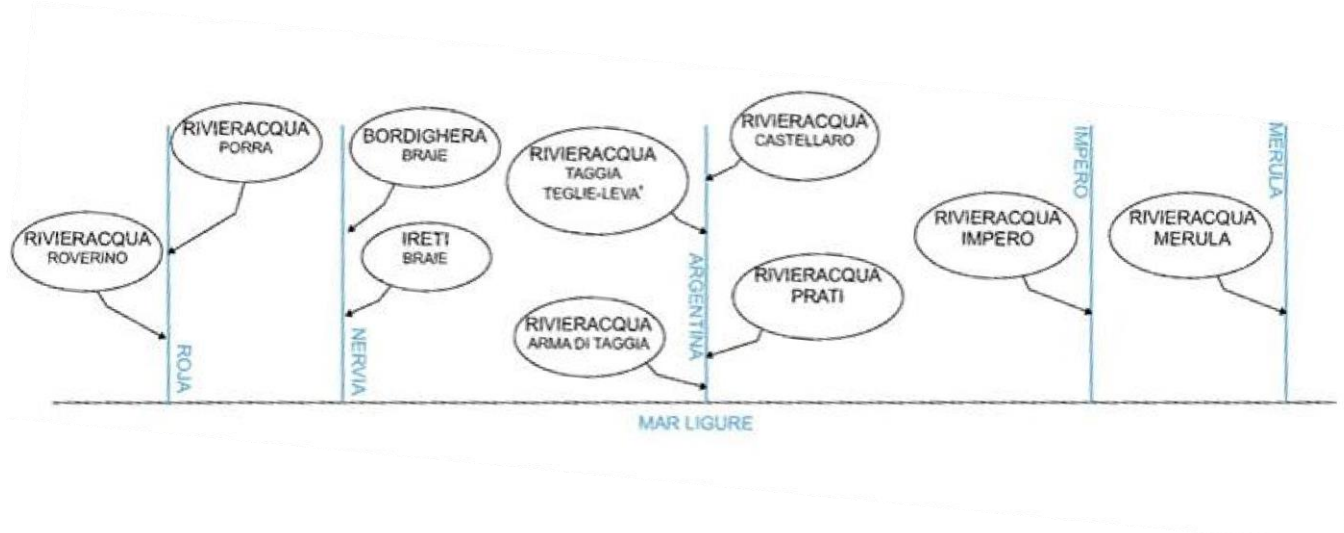 RIVIERACQUA
PORRA
RIVIERACQUA
ROVERINO
ROJA
BORDIGHERA
BRAIE
IRETI
BRAIE
NERVIA
RIVIERACQUA
TAGGIA
TEGLIE-LEVA'
RIVIERACQUA
CASTELLARO
ARGENTINA
RIVIERACQUA
PRATI
RIVIERACQUA
ARMA DI TAGGIA
IMPERO
RIVIERACQUA
IMPERO
MERULA
RIVIERACQUA
MERULA
MAR LIGURE